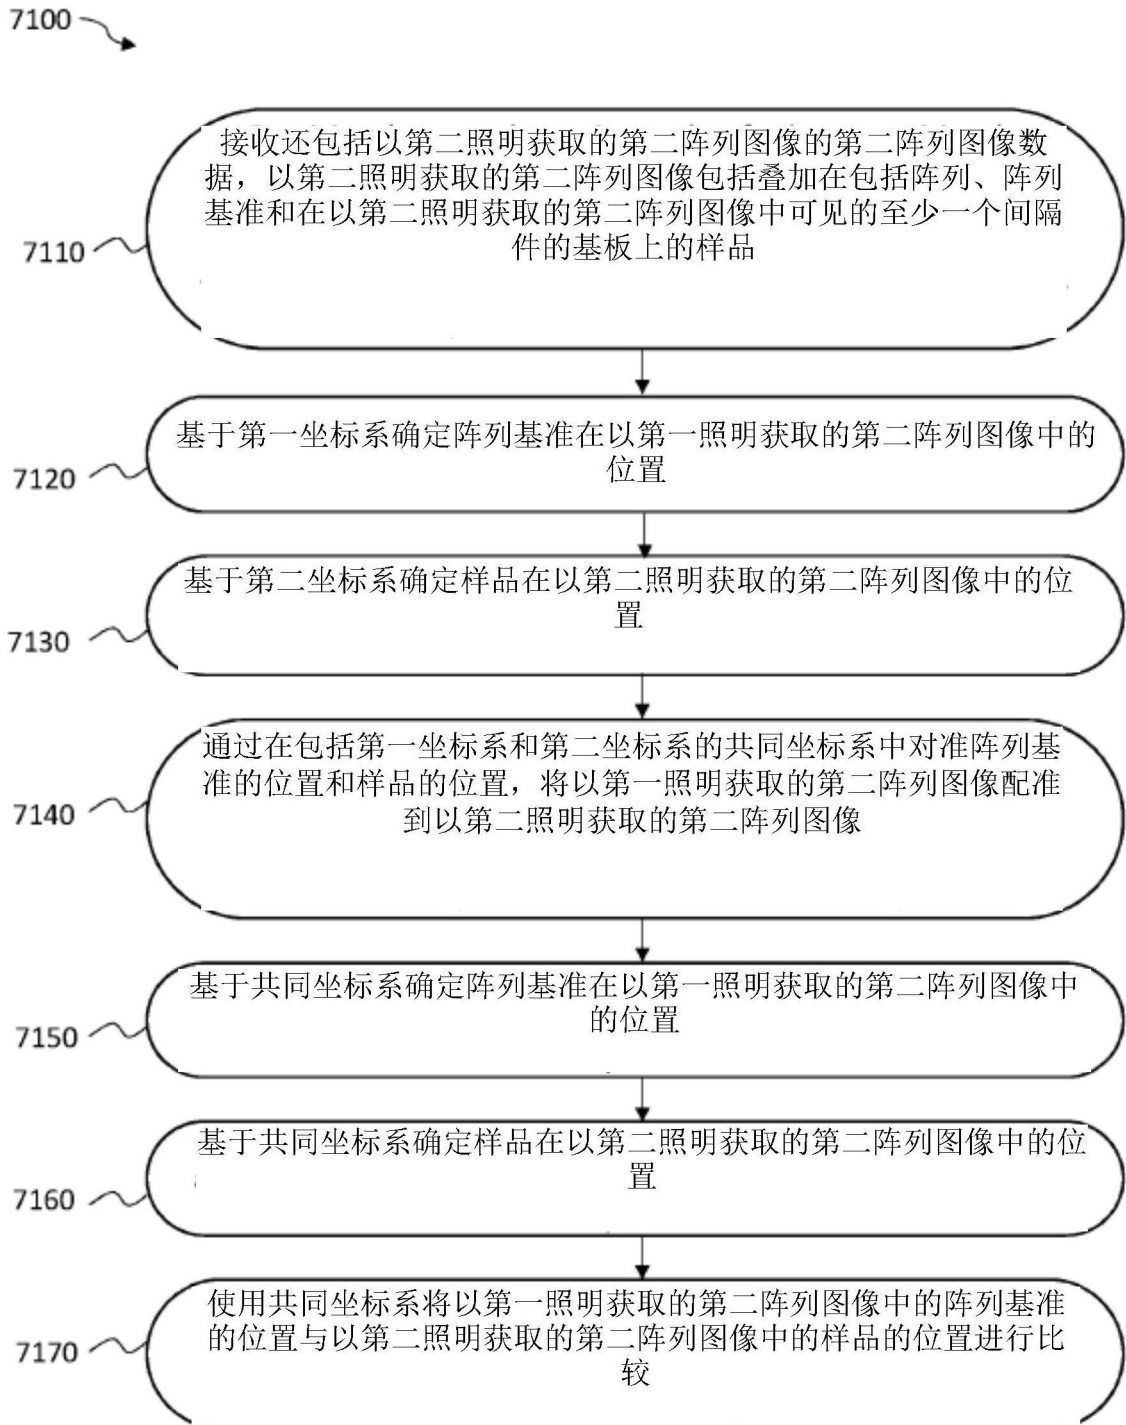 7100
接收还包括以第二照明获取的第二阵列图像的第二阵列图像数
据，以第二照明获取的第二阵列图像包括叠加在包括阵列、阵列
基准和在以第二照明获取的第二阵列图像中可见的至少一个间隔
件的基板上的样品
7110
基于第一坐标系确定阵列基准在以第一照明获取的第二阵列图像中的
位置
7120
基于第二坐标系确定样品在以第二照明获取的第二阵列图像中的位
置
7130
通过在包括第一坐标系和第二坐标系的共同坐标系中对准阵列基
准的位置和样品的位置，将以第一照明获取的第二阵列图像配准
到以第二照明获取的第二阵列图像
7140
基于共同坐标系确定阵列基准在以第一照明获取的第二阵列图像中
的位置
7150
基于共同坐标系确定样品在以第二照明获取的第二阵列图像中的位
置
7160
使用共同坐标系将以第一照明获取的第二阵列图像中的阵列基准
的位置与以第二照明获取的第二阵列图像中的样品的位置进行比
较
7170